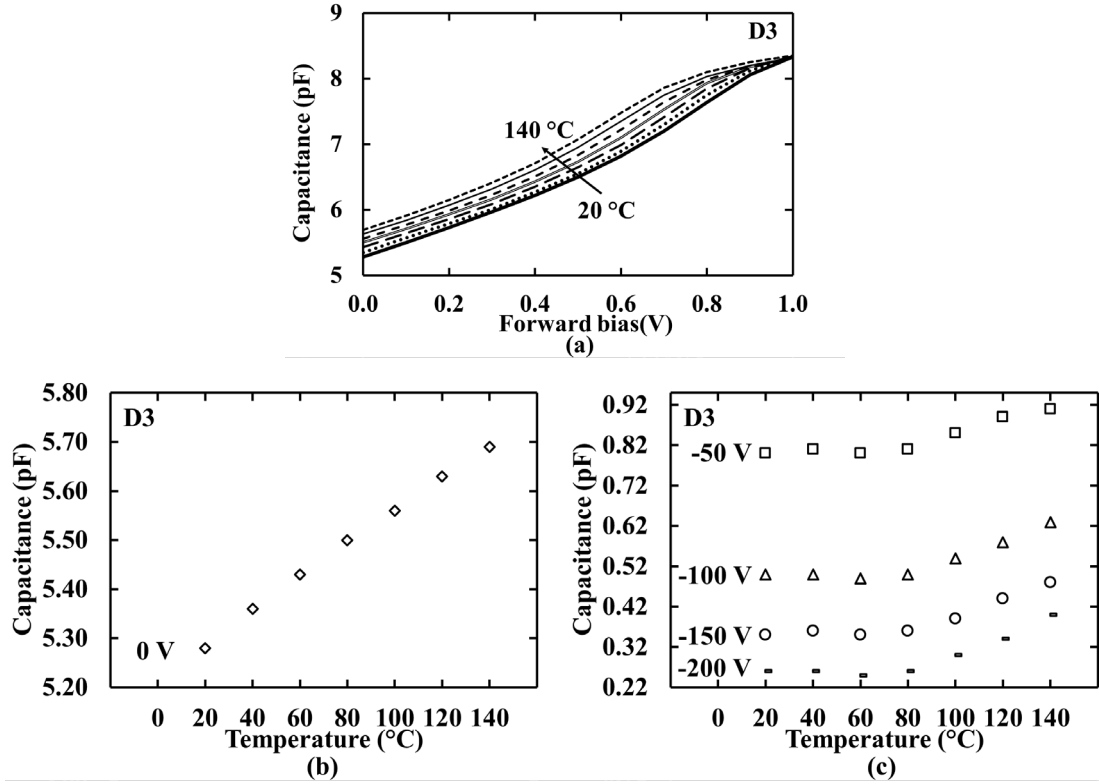 9
D3
8
7
6
5
140 °C
20 °C
Capacitance (pF)
0.0 0.2 0.4 0.6 0.8 1.0
Forward bias(V)
(a)
5.80
D3
5.70
5.60
5.50
5.40
5.30
0 V
5.20
Capacitance (pF)
0 20 40 60 80 100 120 140
Temperature (°C)
(b)
0.92
D3
0.82
-50 V
0.72
0.62
0.52
-100 V
0.42
0.32
-150 V
-200 V
0.22
Capacitance (pF)
0 20 40 60 80 100 120 140
Temperature (°C)
(c)